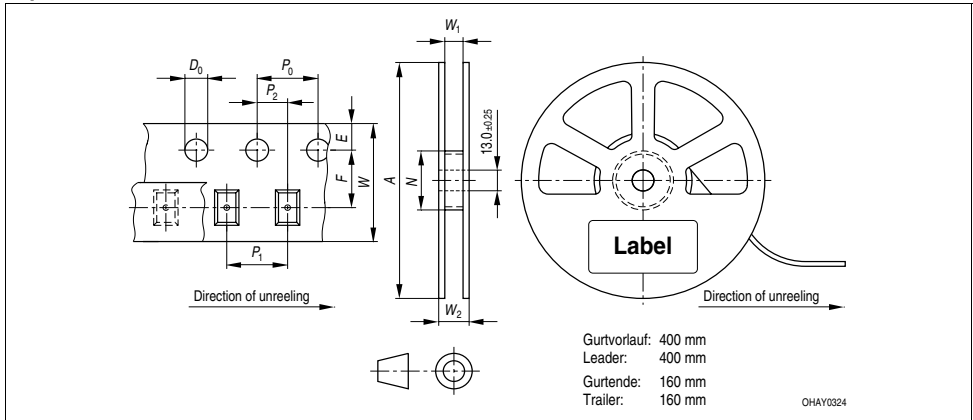 W₁
D₀
P₀
P₂
E
F
W
A
N
13.0 ±0.25
P₁
Label
Direction of unreeling
W₂
Direction of unreeling
Gurtvorlauf: 400 mm
Leader: 400 mm
Gurtende: 160 mm
Trailer: 160 mm
OHAY0324